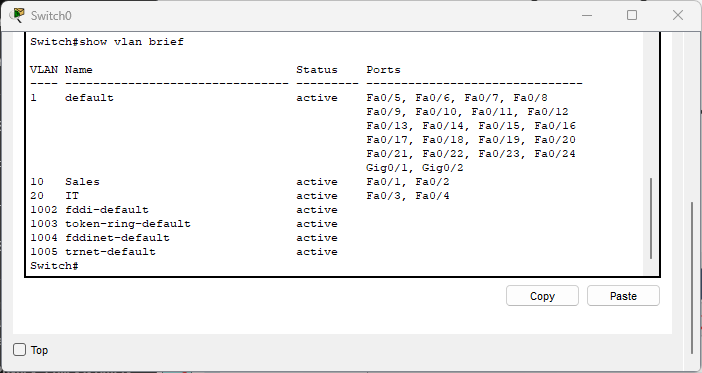 Switch0
Switch#show vlan brief
VLAN Name                             Status    Ports
---- -------------------------------- --------- -------------------------------
1    default                          active    Fa0/5, Fa0/6, Fa0/7, Fa0/8
                                                Fa0/9, Fa0/10, Fa0/11, Fa0/12
                                                Fa0/13, Fa0/14, Fa0/15, Fa0/16
                                                Fa0/17, Fa0/18, Fa0/19, Fa0/20
                                                Fa0/21, Fa0/22, Fa0/23, Fa0/24
                                                Gig0/1, Gig0/2
10   Sales                            active    Fa0/1, Fa0/2
20   IT                               active    Fa0/3, Fa0/4
1002 fddi-default                     active
1003 token-ring-default               active
1004 fddinet-default                  active
1005 trnet-default                    active
Switch#
Copy Paste
Top